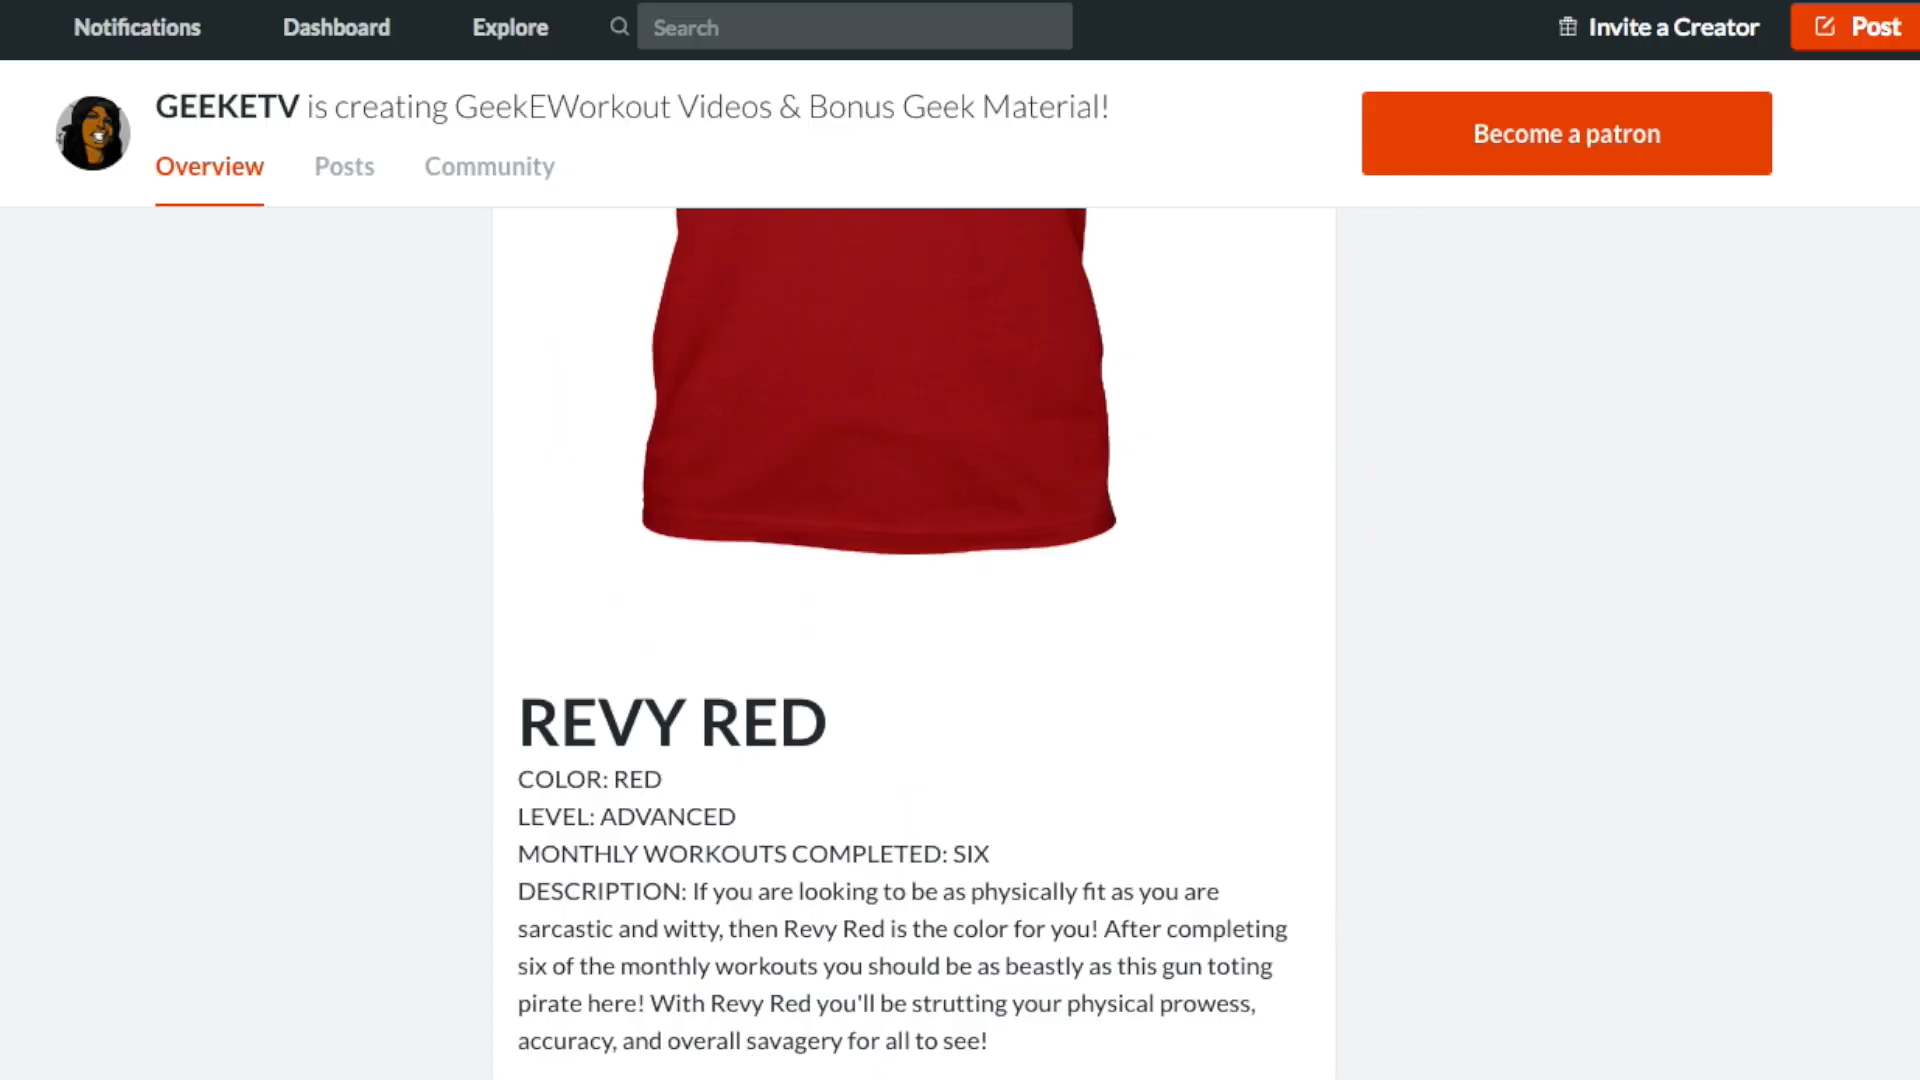 Notifications Dashboard Explore Search Invite a Creator Post
GEEKETV is creating GeekEWorkout Videos & Bonus Geek Material!
Become a patron
Overview Posts Community
REVY RED
COLOR: RED
LEVEL: ADVANCED
MONTHLY WORKOUTS COMPLETED: SIX
DESCRIPTION: If you are looking to be as physically fit as you are
sarcastic and witty, then Revy Red is the color for you! After completing
six of the monthly workouts you should be as beastly as this gun toting
pirate here! With Revy Red you'll be strutting your physical prowess,
accuracy, and overall savagery for all to see!